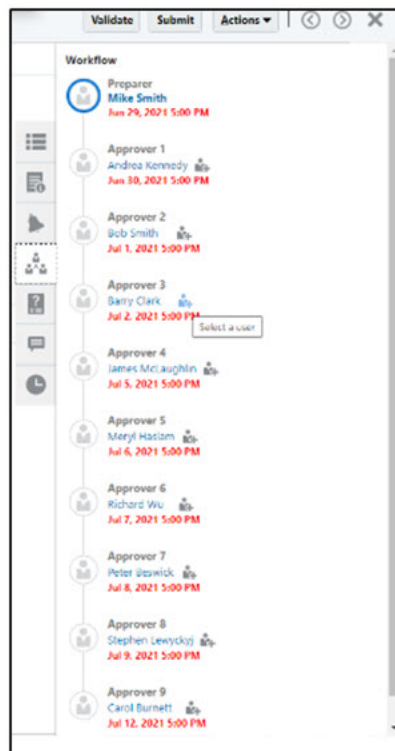 Validate Submit Actions
Workflow
Preparer
Mike Smith
Jun 29, 2021 5:00 PM
Approver 1
Andrea Kennedy
Jun 30, 2021 5:00 PM
Approver 2
Bob Smith
Jul 1, 2021 5:00 PM
Approver 3
Barry Clark
Jul 2, 2021 5:00 PM
Select a user
Approver 4
James McLaughlin
Jul 5, 2021 5:00 PM
Approver 5
Meryl Haslam
Jul 6, 2021 5:00 PM
Approver 6
Richard Wu
Jul 7, 2021 5:00 PM
Approver 7
Peter Beswick
Jul 8, 2021 5:00 PM
Approver 8
Stephen Lewyckyj
Jul 9, 2021 5:00 PM
Approver 9
Carol Burnett
Jul 12, 2021 5:00 PM